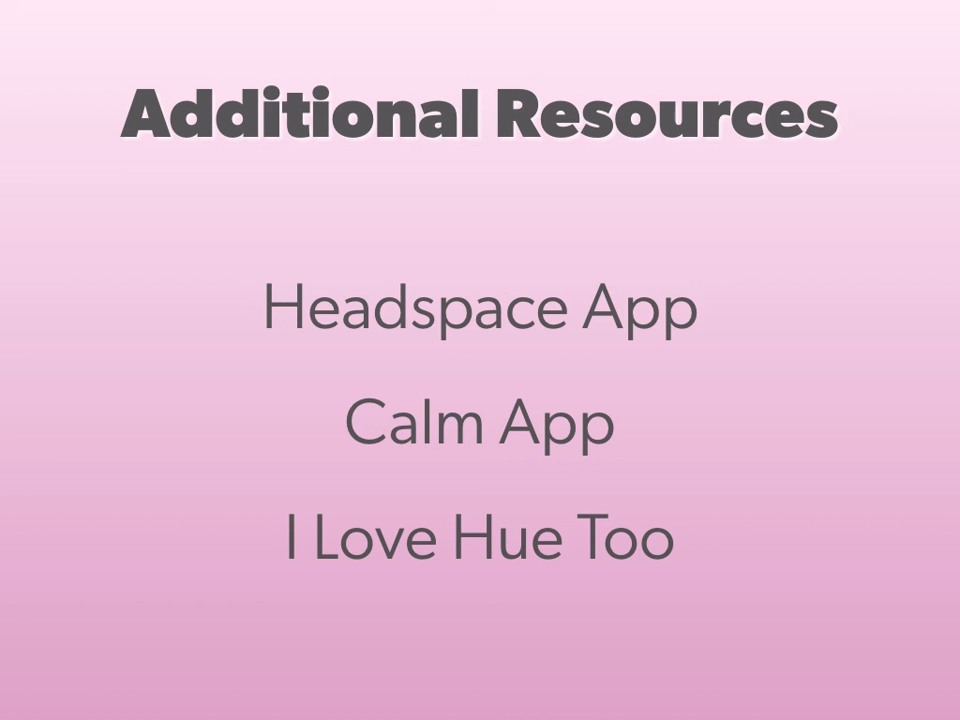 Additional Resources
Headspace App
Calm App
I Love Hue Too